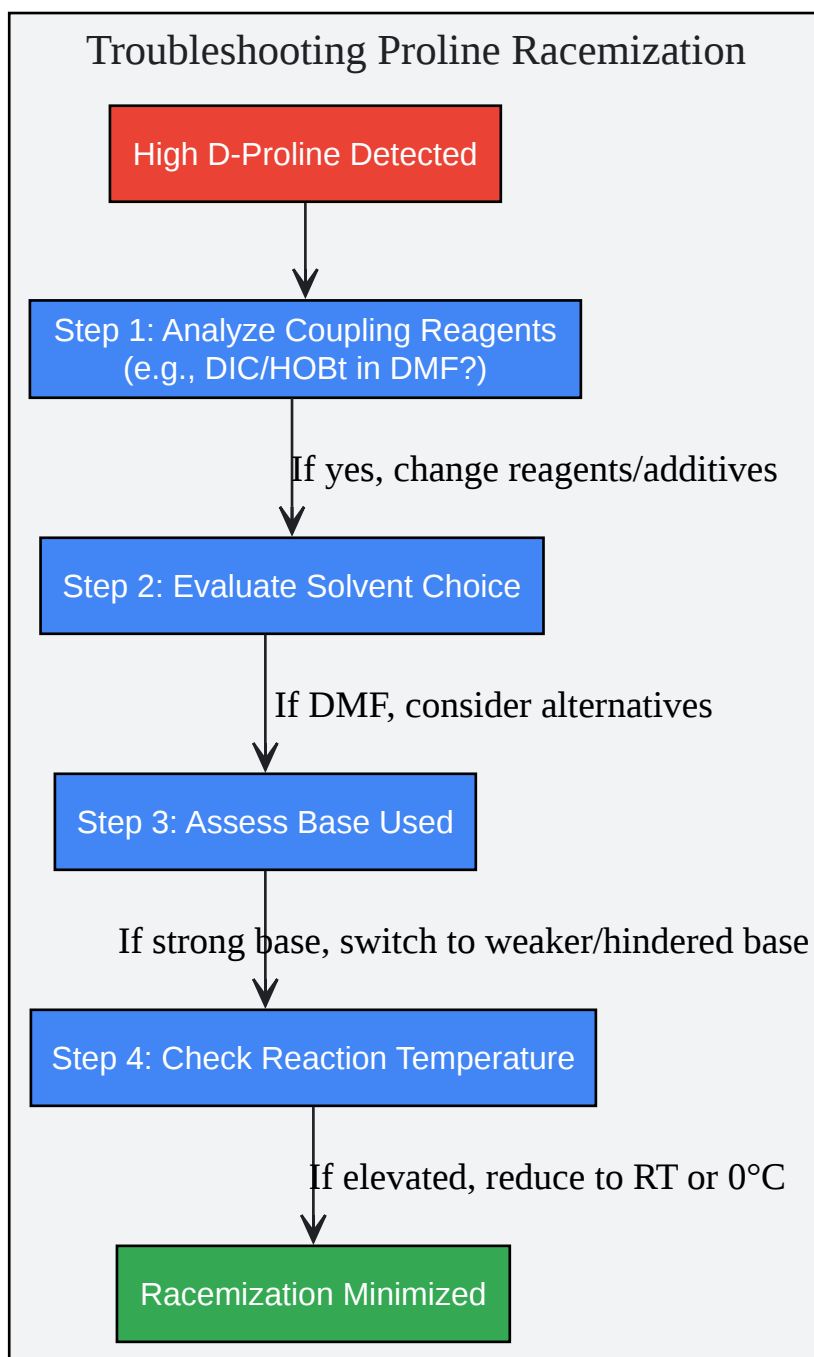 Troubleshooting Proline Racemization
High D-Proline Detected
Step 1: Analyze Coupling Reagents
(e.g., DIC/HOBt in DMF?)
If yes, change reagents/additives
Step 2: Evaluate Solvent Choice
If DMF, consider alternatives
Step 3: Assess Base Used
If strong base, switch to weaker/hindered base
Step 4: Check Reaction Temperature
If elevated, reduce to RT or 0°C
Racemization Minimized